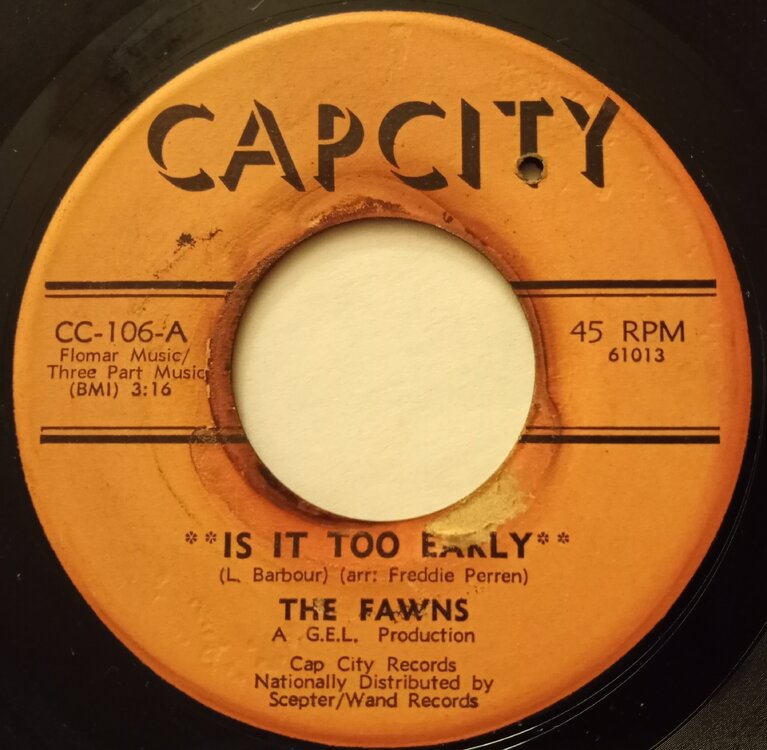 CAPCITY
CC-106-A
Flomar Music/
Three Part Music
(BMI) 3:16
45 RPM
61013
**IS IT TOO EARLY**
(L. Barbour) (arr: Freddie Perren)
THE FAWNS
A G.E.L. Production
Cap City Records
Nationally Distributed by
Scepter/Wand Records